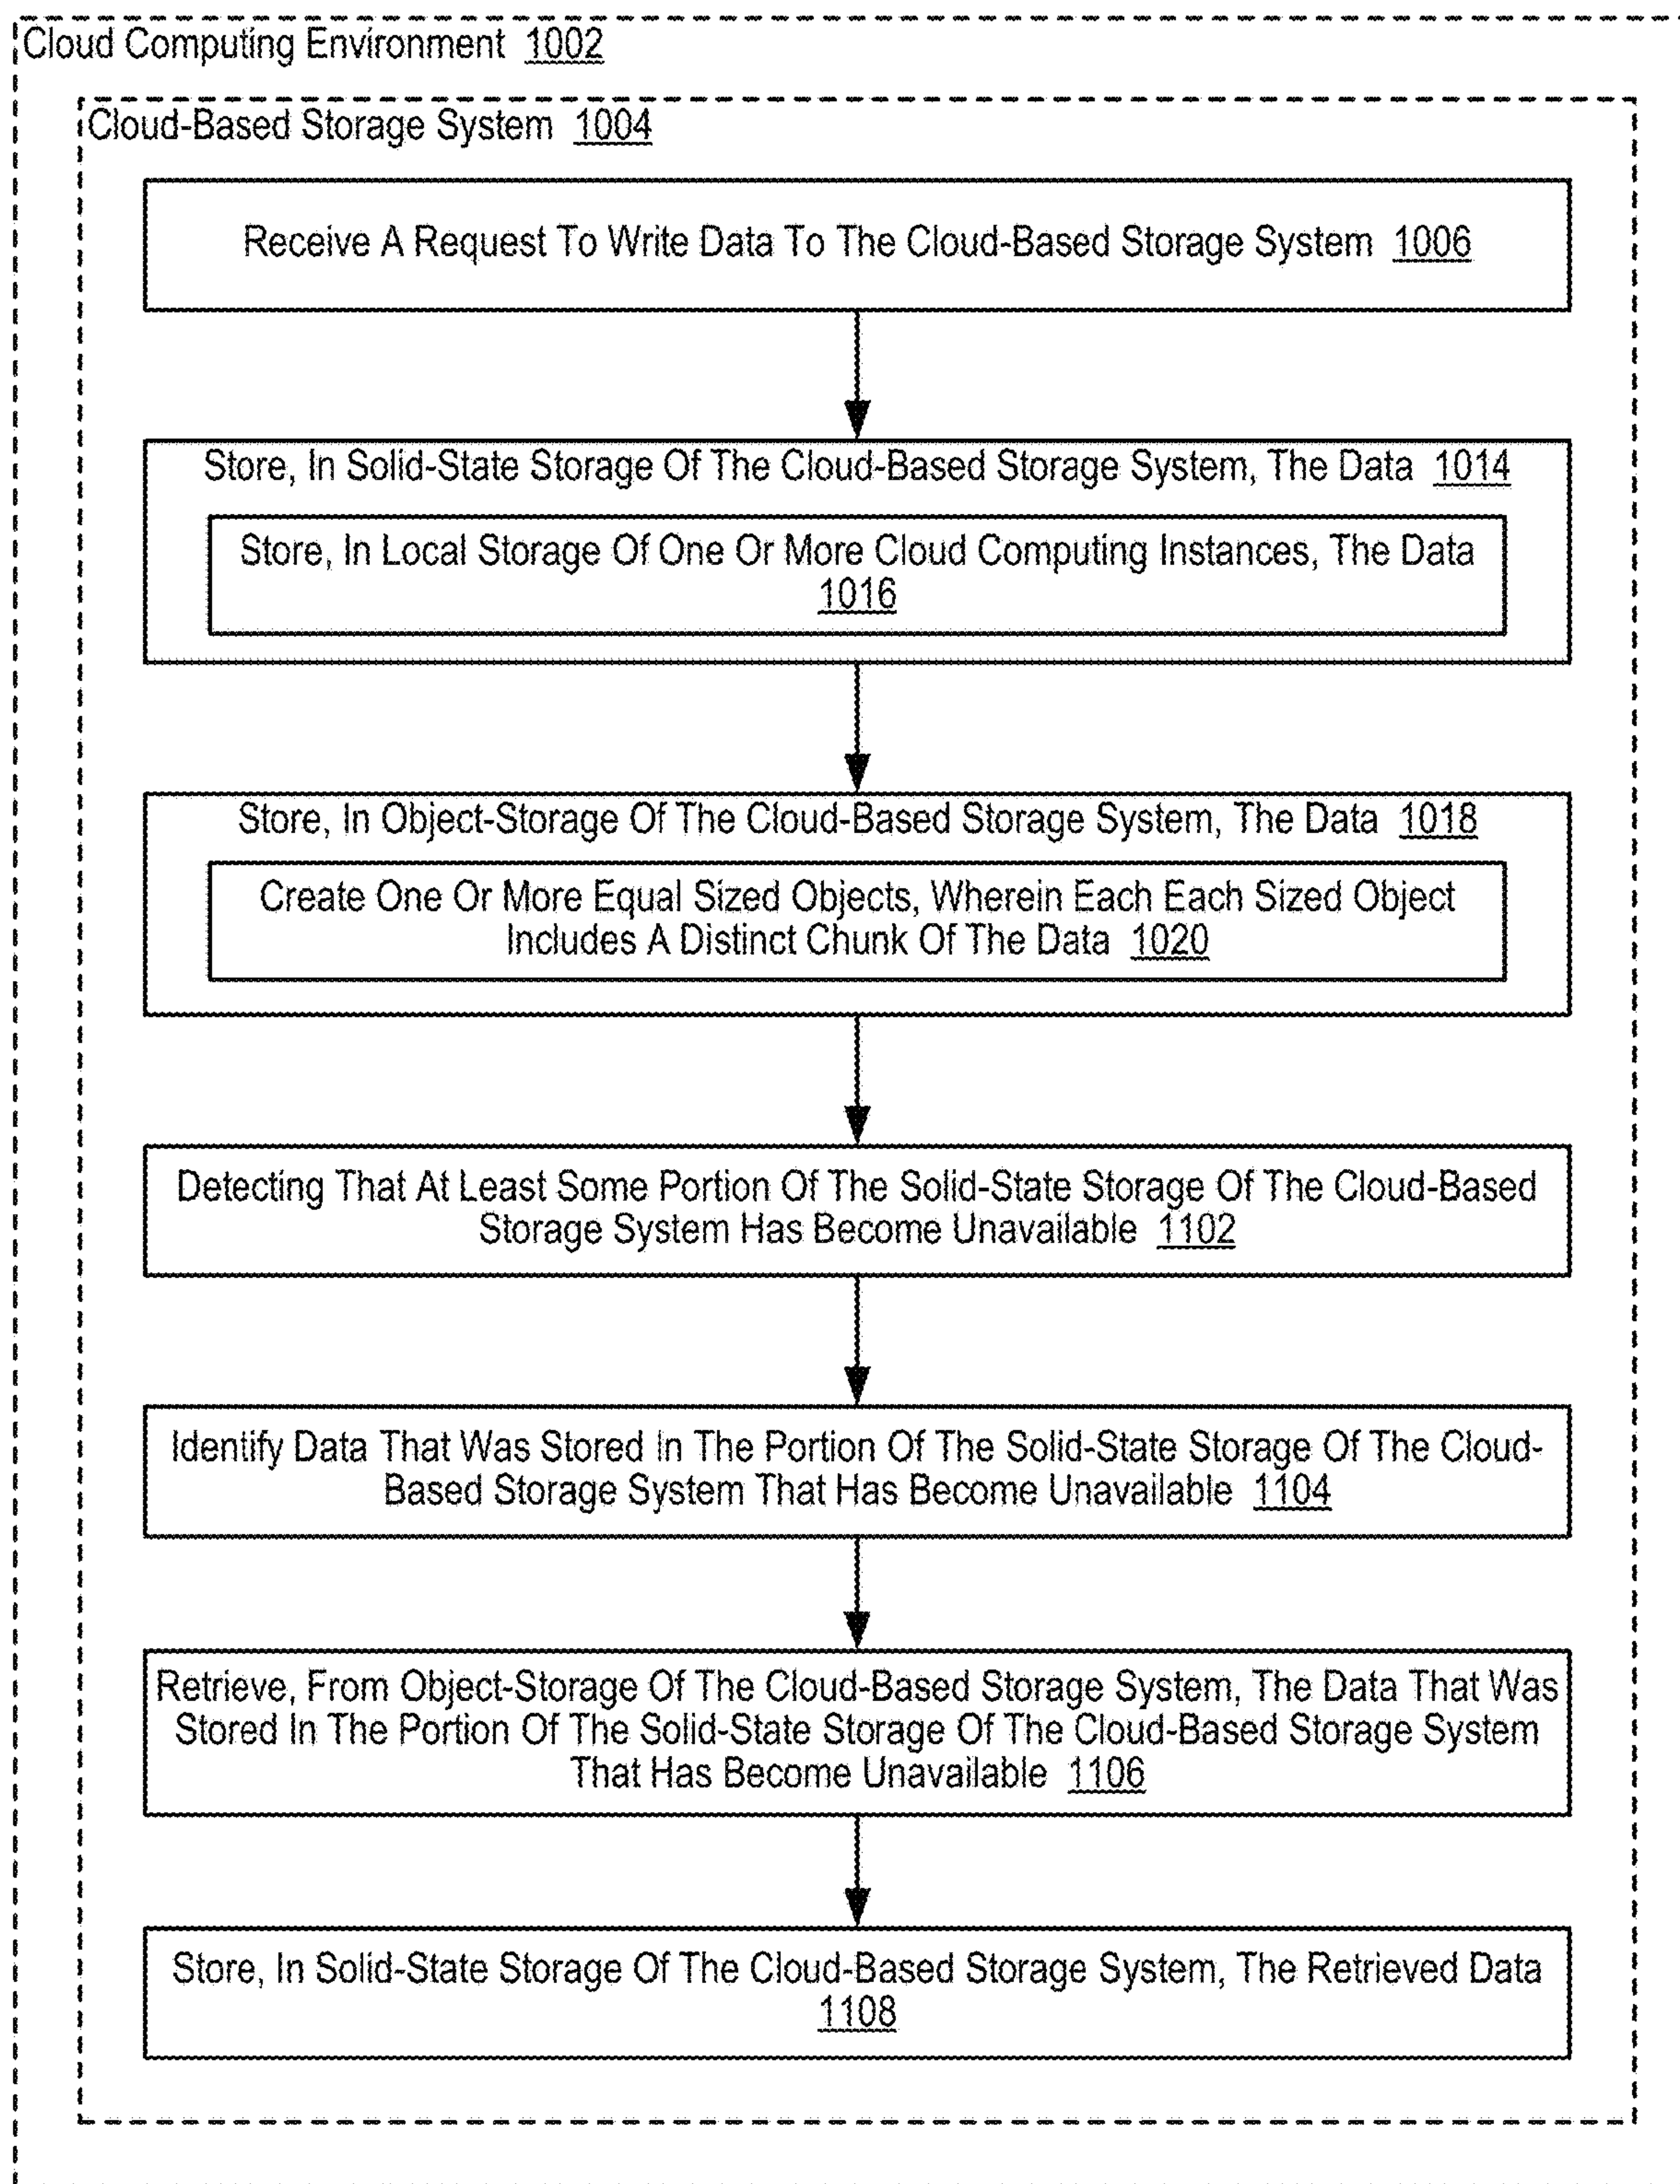 Cloud Computing Environment 1002
Cloud-Based Storage System 1004
Receive A Request To Write Data To The Cloud-Based Storage System 1006
Store, In Solid-State Storage Of The Cloud-Based Storage System, The Data 1014
Store, In Local Storage Of One Or More Cloud Computing Instances, The Data
1016
Store, In Object-Storage Of The Cloud-Based Storage System, The Data 1018
Create One Or More Equal Sized Objects, Wherein Each Each Sized Object
Includes A Distinct Chunk Of The Data 1020
Detecting That At Least Some Portion Of The Solid-State Storage Of The Cloud-Based
Storage System Has Become Unavailable 1102
Identify Data That Was Stored In The Portion Of The Solid-State Storage Of The Cloud-
Based Storage System That Has Become Unavailable 1104
Retrieve, From Object-Storage Of The Cloud-Based Storage System, The Data That Was
Stored In The Portion Of The Solid-State Storage Of The Cloud-Based Storage System
That Has Become Unavailable 1106
Store, In Solid-State Storage Of The Cloud-Based Storage System, The Retrieved Data
1108